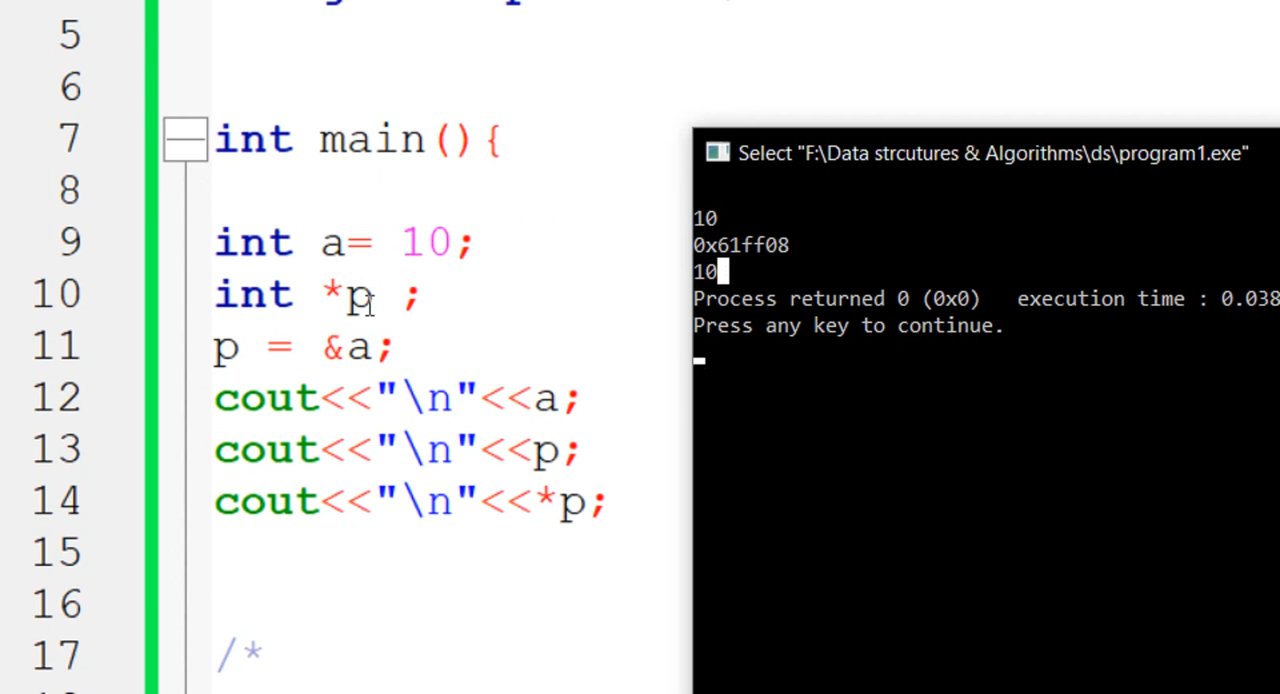 5
6
7 int main(){
8
9 int a= 10;
10 int *p ;
11 p = &a;
12 cout<<"\n"<<a;
13 cout<<"\n"<<p;
14 cout<<"\n"<<*p;
15
16
17 /*
Select "F:\Data strcutures & Algorithms\ds\program1.exe"
10
0x61ff08
10
Process returned 0 (0x0)   execution time : 0.038
Press any key to continue.